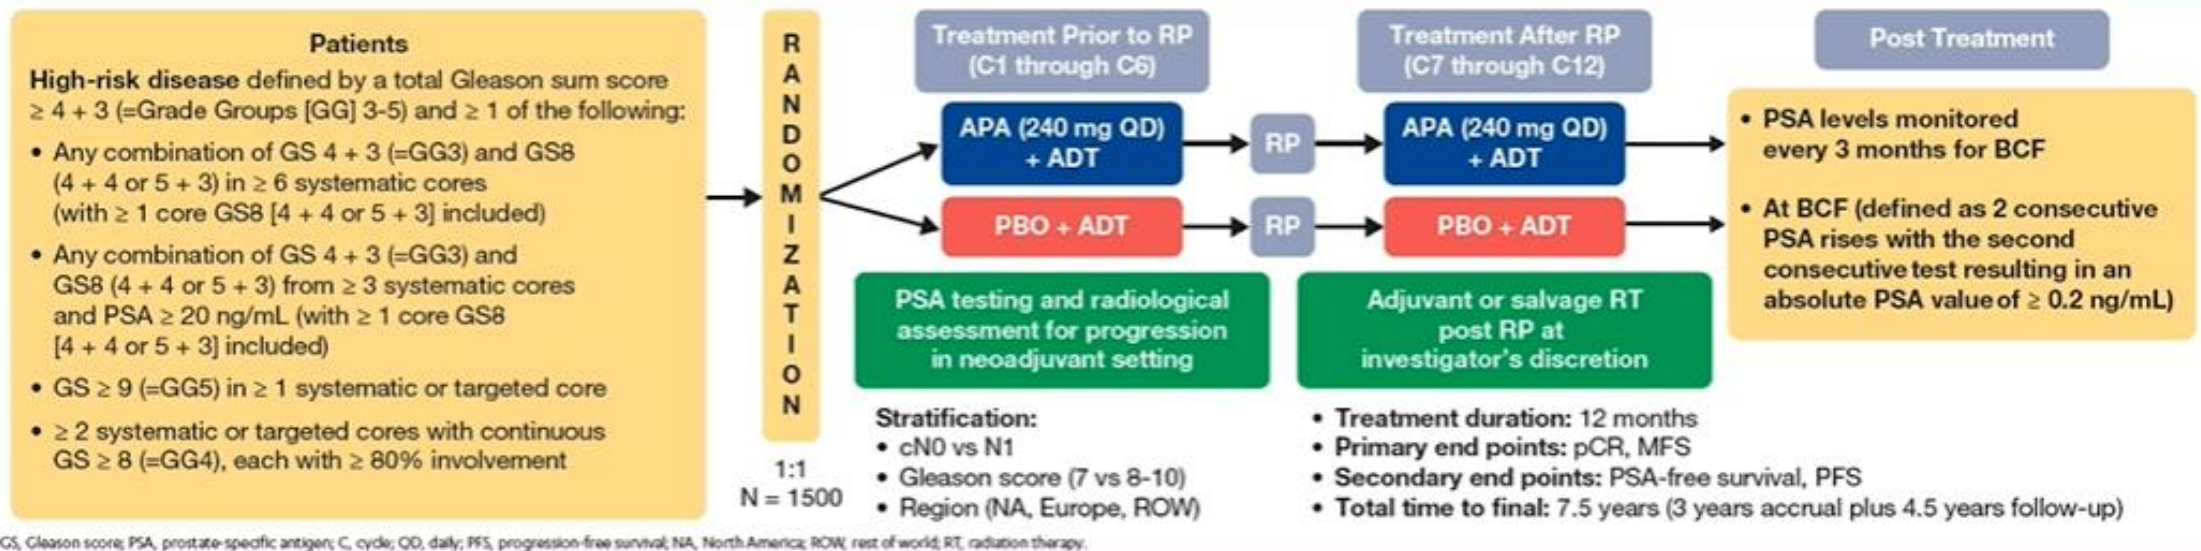 Patients
High-risk disease defined by a total Gleason sum score
≥ 4 + 3 (=Grade Groups [GG] 3-5) and ≥ 1 of the following:
• Any combination of GS 4 + 3 (=GG3) and GS8
(4 + 4 or 5 + 3) in ≥ 6 systematic cores
(with ≥ 1 core GS8 [4 + 4 or 5 + 3] included)
• Any combination of GS 4 + 3 (=GG3) and
GS8 (4 + 4 or 5 + 3) from ≥ 3 systematic cores
and PSA ≥ 20 ng/mL (with ≥ 1 core GS8
[4 + 4 or 5 + 3] included)
• GS ≥ 9 (=GG5) in ≥ 1 systematic or targeted core
• ≥ 2 systematic or targeted cores with continuous
GS ≥ 8 (=GG4), each with ≥ 80% involvement
RANDOMIZATION
1:1
N = 1500
Treatment Prior to RP
(C1 through C6)
APA (240 mg QD)
+ ADT
RP
PBO + ADT
RP
PSA testing and radiological
assessment for progression
in neoadjuvant setting
Stratification:
• cN0 vs N1
• Gleason score (7 vs 8-10)
• Region (NA, Europe, ROW)
Treatment After RP
(C7 through C12)
APA (240 mg QD)
+ ADT
PBO + ADT
Adjuvant or salvage RT
post RP at
investigator's discretion
• Treatment duration: 12 months
• Primary end points: pCR, MFS
• Secondary end points: PSA-free survival, PFS
• Total time to final: 7.5 years (3 years accrual plus 4.5 years follow-up)
Post Treatment
• PSA levels monitored
every 3 months for BCF
• At BCF (defined as 2 consecutive
PSA rises with the second
consecutive test resulting in an
absolute PSA value of ≥ 0.2 ng/mL)
GS, Gleason score; PSA, prostate-specific antigen; C, cycle; QD, daily; PFS, progression-free survival; NA, North America; ROW, rest of world; RT, radiation therapy.